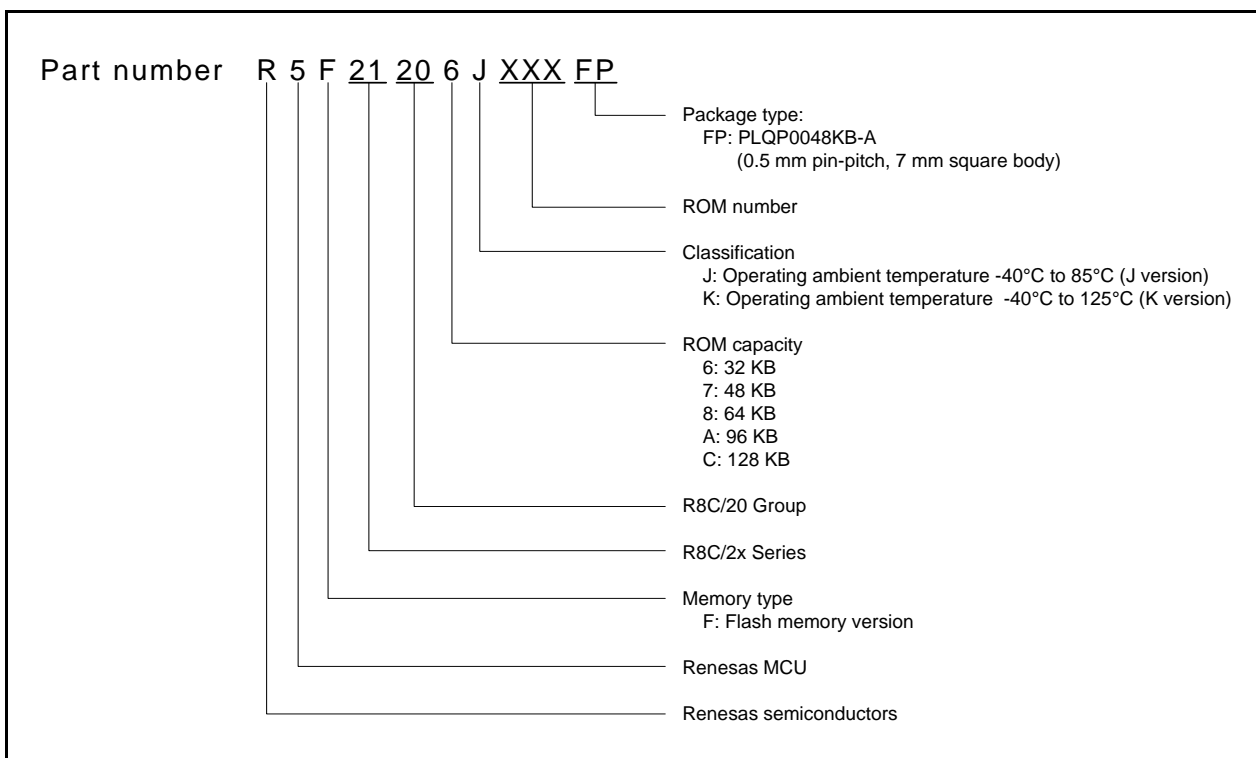 Part number R 5 F 21 20 6 J XXX FP
Package type:
FP: PLQP0048KB-A
(0.5 mm pin-pitch, 7 mm square body)
ROM number
Classification
J: Operating ambient temperature -40°C to 85°C (J version)
K: Operating ambient temperature -40°C to 125°C (K version)
ROM capacity
6: 32 KB
7: 48 KB
8: 64 KB
A: 96 KB
C: 128 KB
R8C/20 Group
R8C/2x Series
Memory type
F: Flash memory version
Renesas MCU
Renesas semiconductors